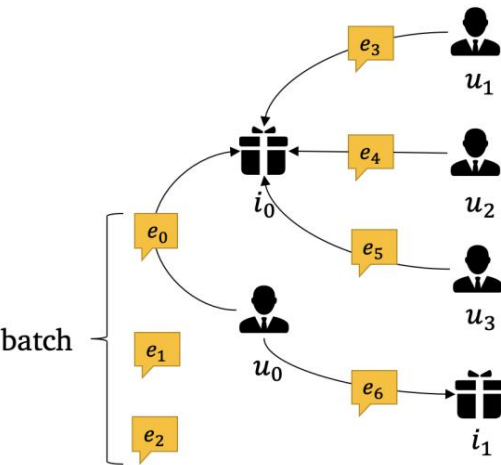 e₃
u₁
e₄
i₀
u₂
e₀
e₅
u₃
batch
e₁
u₀
e₆
i₁
e₂